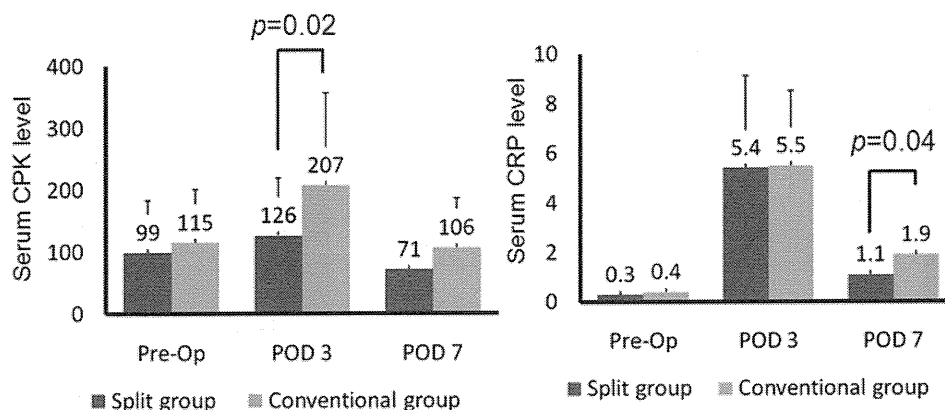 p=0.02
Serum CPK level
400
300
200
100
0
99
115
126
207
71
106
Pre-Op
POD 3
POD 7
Split group
Conventional group
Serum CRP level
10
8
6
4
2
0
p=0.04
0.3
0.4
5.4
5.5
1.1
1.9
Pre-Op
POD 3
POD 7
Split group
Conventional group